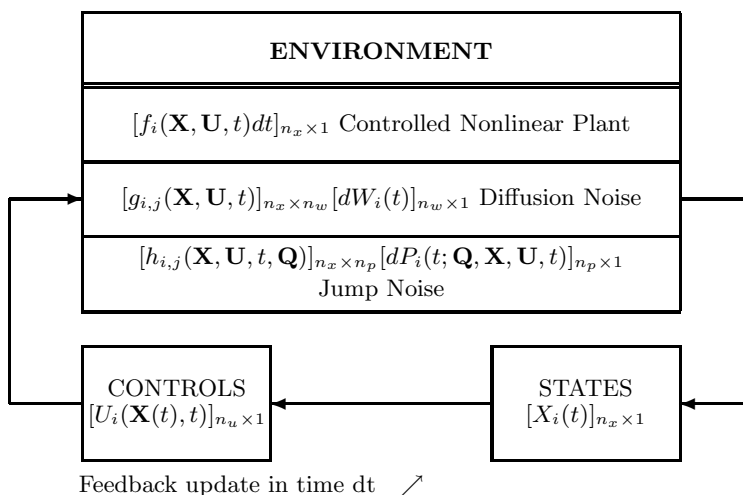 ENVIRONMENT
[f_i(X, U, t)dt]_{n_x×1} Controlled Nonlinear Plant
[g_{i,j}(X, U, t)]_{n_x×n_w}[dW_i(t)]_{n_w×1} Diffusion Noise
[h_{i,j}(X, U, t, Q)]_{n_x×n_p}[dP_i(t; Q, X, U, t)]_{n_p×1}
Jump Noise
CONTROLS
[U_i(X(t), t)]_{n_u×1}
STATES
[X_i(t)]_{n_x×1}
Feedback update in time dt ↗